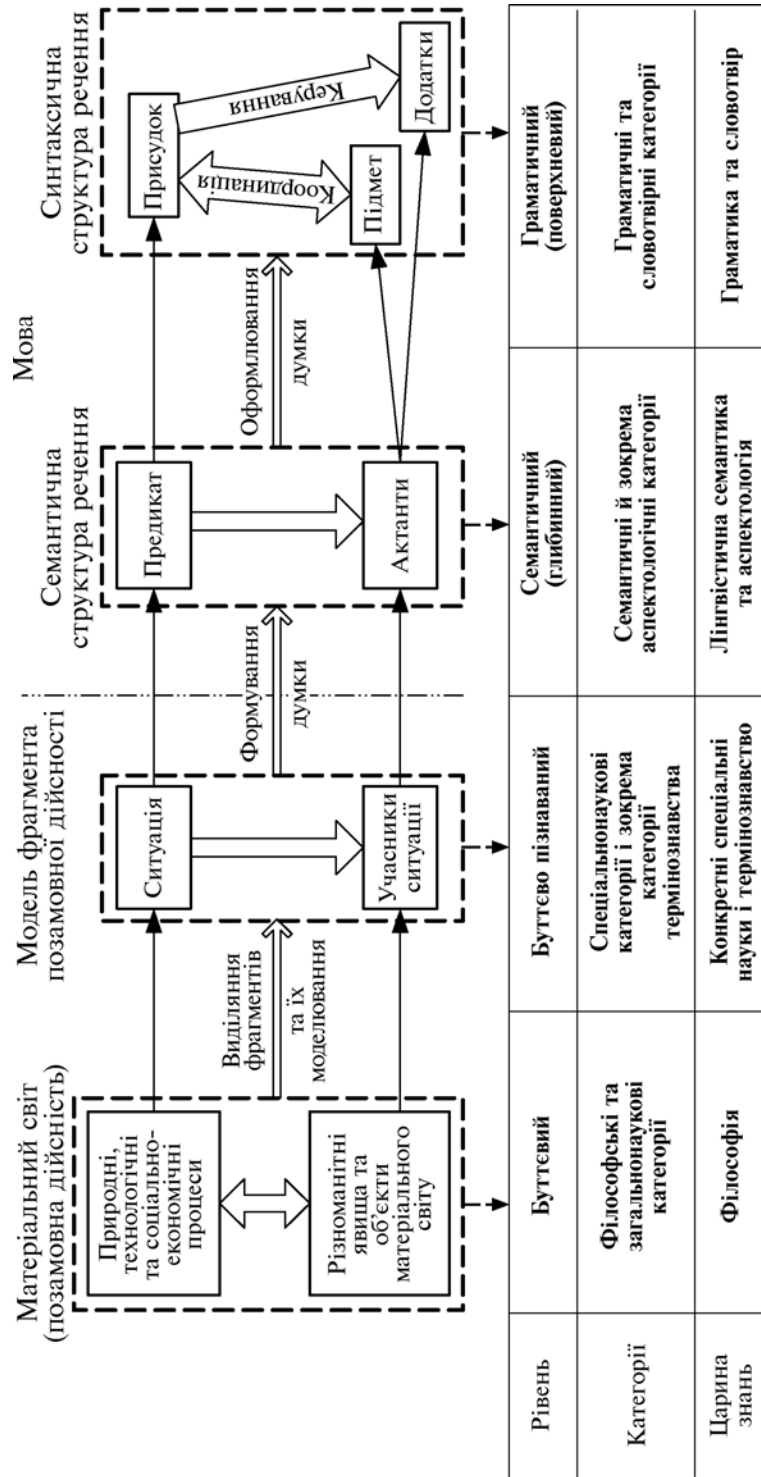 Мова
Матеріальний світ
(позамовна дійсність)
Модель фрагмента
позамовної дійсності
Семантична
структура речення
Синтаксична
структура речення
Природні,
технологічні
та соціально-
економічні
процеси
Різноманітні
явища та
об’єкти
матеріального
світу
Виділяння
фрагментів
та їх
моделювання
Ситуація
Учасники
ситуації
Формування
думки
Предикат
Актанти
Оформлювання
думки
Присудок
Координація
Керування
Підмет
Додатки
Рівень
Буттєвий
Буттєво пізнаваний
Семантичний
(глибинний)
Граматичний
(поверхневий)
Категорії
Філософські та
загальнонаукові
категорії
Спеціальнонаукові
категорії і зокрема
категорії
термінознавства
Семантичні й зокрема
аспектологічні категорії
Граматичні та
словотвірні категорії
Царина
знань
Філософія
Конкретні спеціальні
науки і термінознавство
Лінгвістична семантика
та аспектологія
Граматика та словотвір